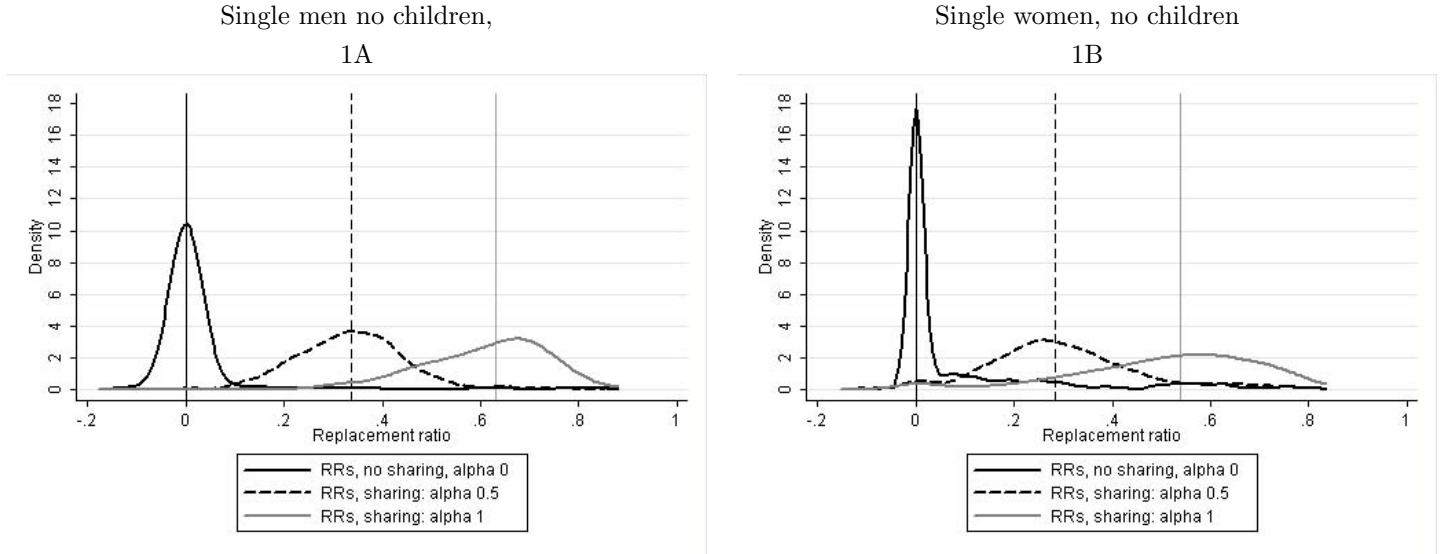 Single men no children,
1A
Density
0 2 4 6 8 10 12 14 16 18
-.2 0 .2 .4 .6 .8 1
Replacement ratio
RRs, no sharing, alpha 0
RRs, sharing: alpha 0.5
RRs, sharing: alpha 1
Single women, no children
1B
Density
0 2 4 6 8 10 12 14 16 18
-.2 0 .2 .4 .6 .8 1
Replacement ratio
RRs, no sharing, alpha 0
RRs, sharing: alpha 0.5
RRs, sharing: alpha 1